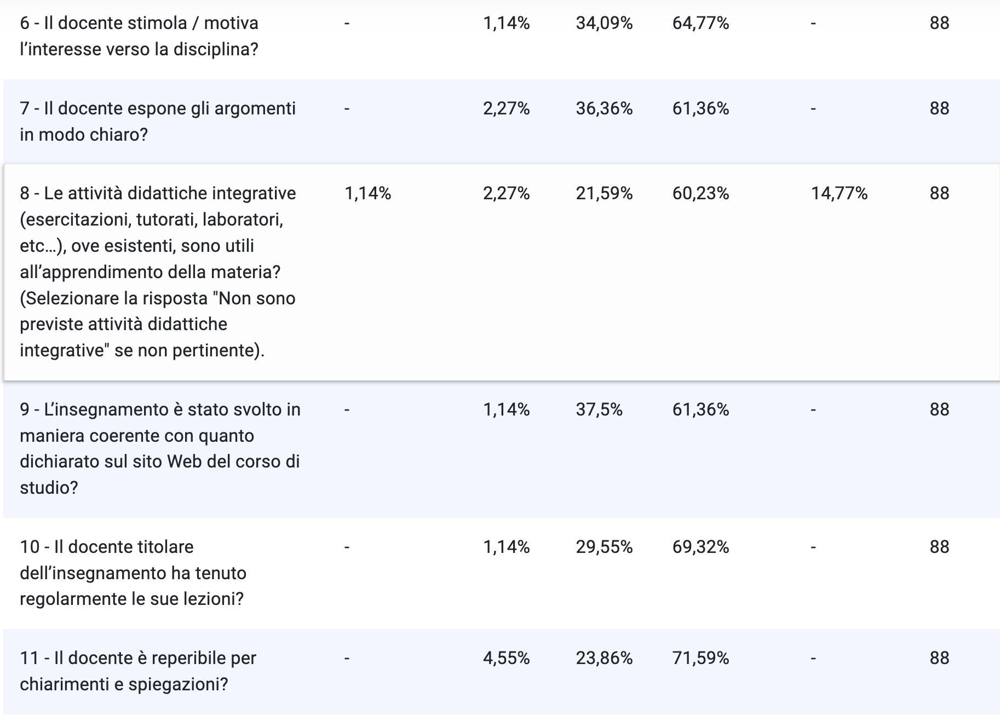 6 - Il docente stimola / motiva - 1,14% 34,09% 64,77% - 88
l’interesse verso la disciplina?
7 - Il docente espone gli argomenti - 2,27% 36,36% 61,36% - 88
in modo chiaro?
8 - Le attività didattiche integrative 1,14% 2,27% 21,59% 60,23% 14,77% 88
(esercitazioni, tutorati, laboratori,
etc…), ove esistenti, sono utili
all’apprendimento della materia?
(Selezionare la risposta "Non sono
previste attività didattiche
integrative" se non pertinente).
9 - L’insegnamento è stato svolto in - 1,14% 37,5% 61,36% - 88
maniera coerente con quanto
dichiarato sul sito Web del corso di
studio?
10 - Il docente titolare - 1,14% 29,55% 69,32% - 88
dell’insegnamento ha tenuto
regolarmente le sue lezioni?
11 - Il docente è reperibile per - 4,55% 23,86% 71,59% - 88
chiarimenti e spiegazioni?